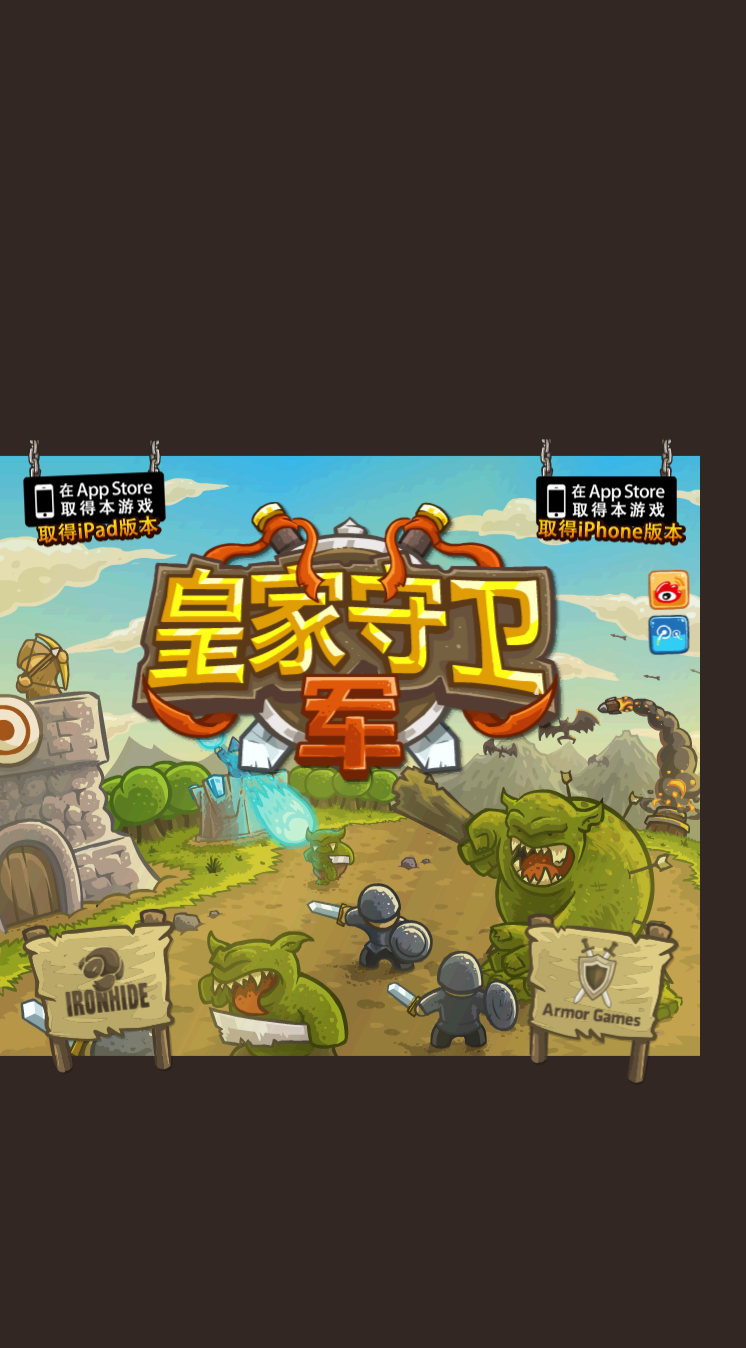 在 App Store
取得本游戏
取得iPad版本
在 App Store
取得本游戏
取得iPhone版本
皇家守卫
军
IRONHIDE
Armor Games